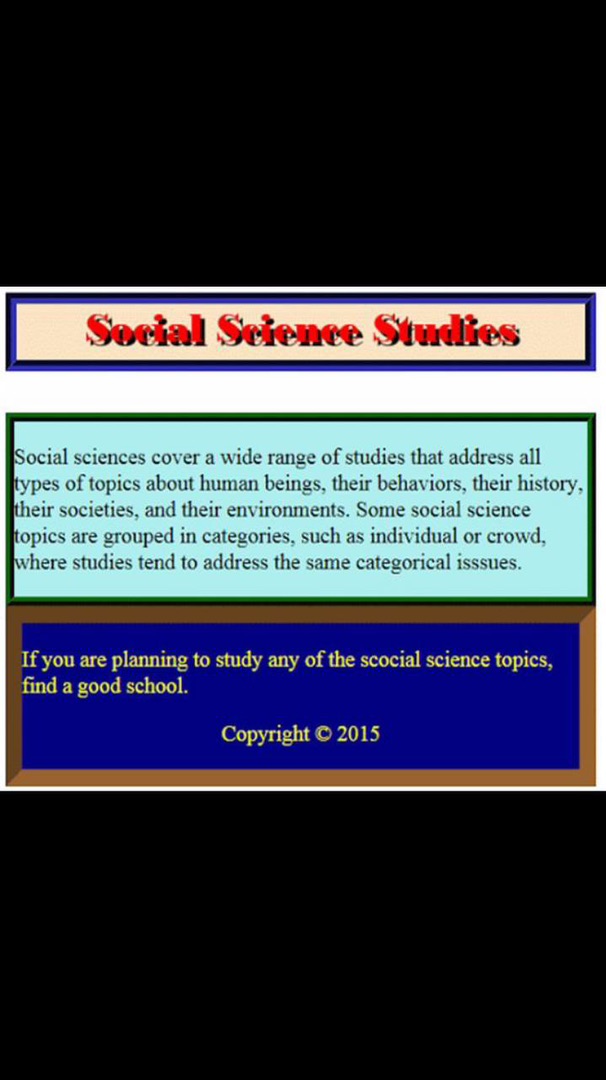 Social Science Studies
Social sciences cover a wide range of studies that address all
types of topics about human beings, their behaviors, their history,
their societies, and their environments. Some social science
topics are grouped in categories, such as individual or crowd,
where studies tend to address the same categorical isssues.
If you are planning to study any of the scocial science topics,
find a good school.
Copyright © 2015